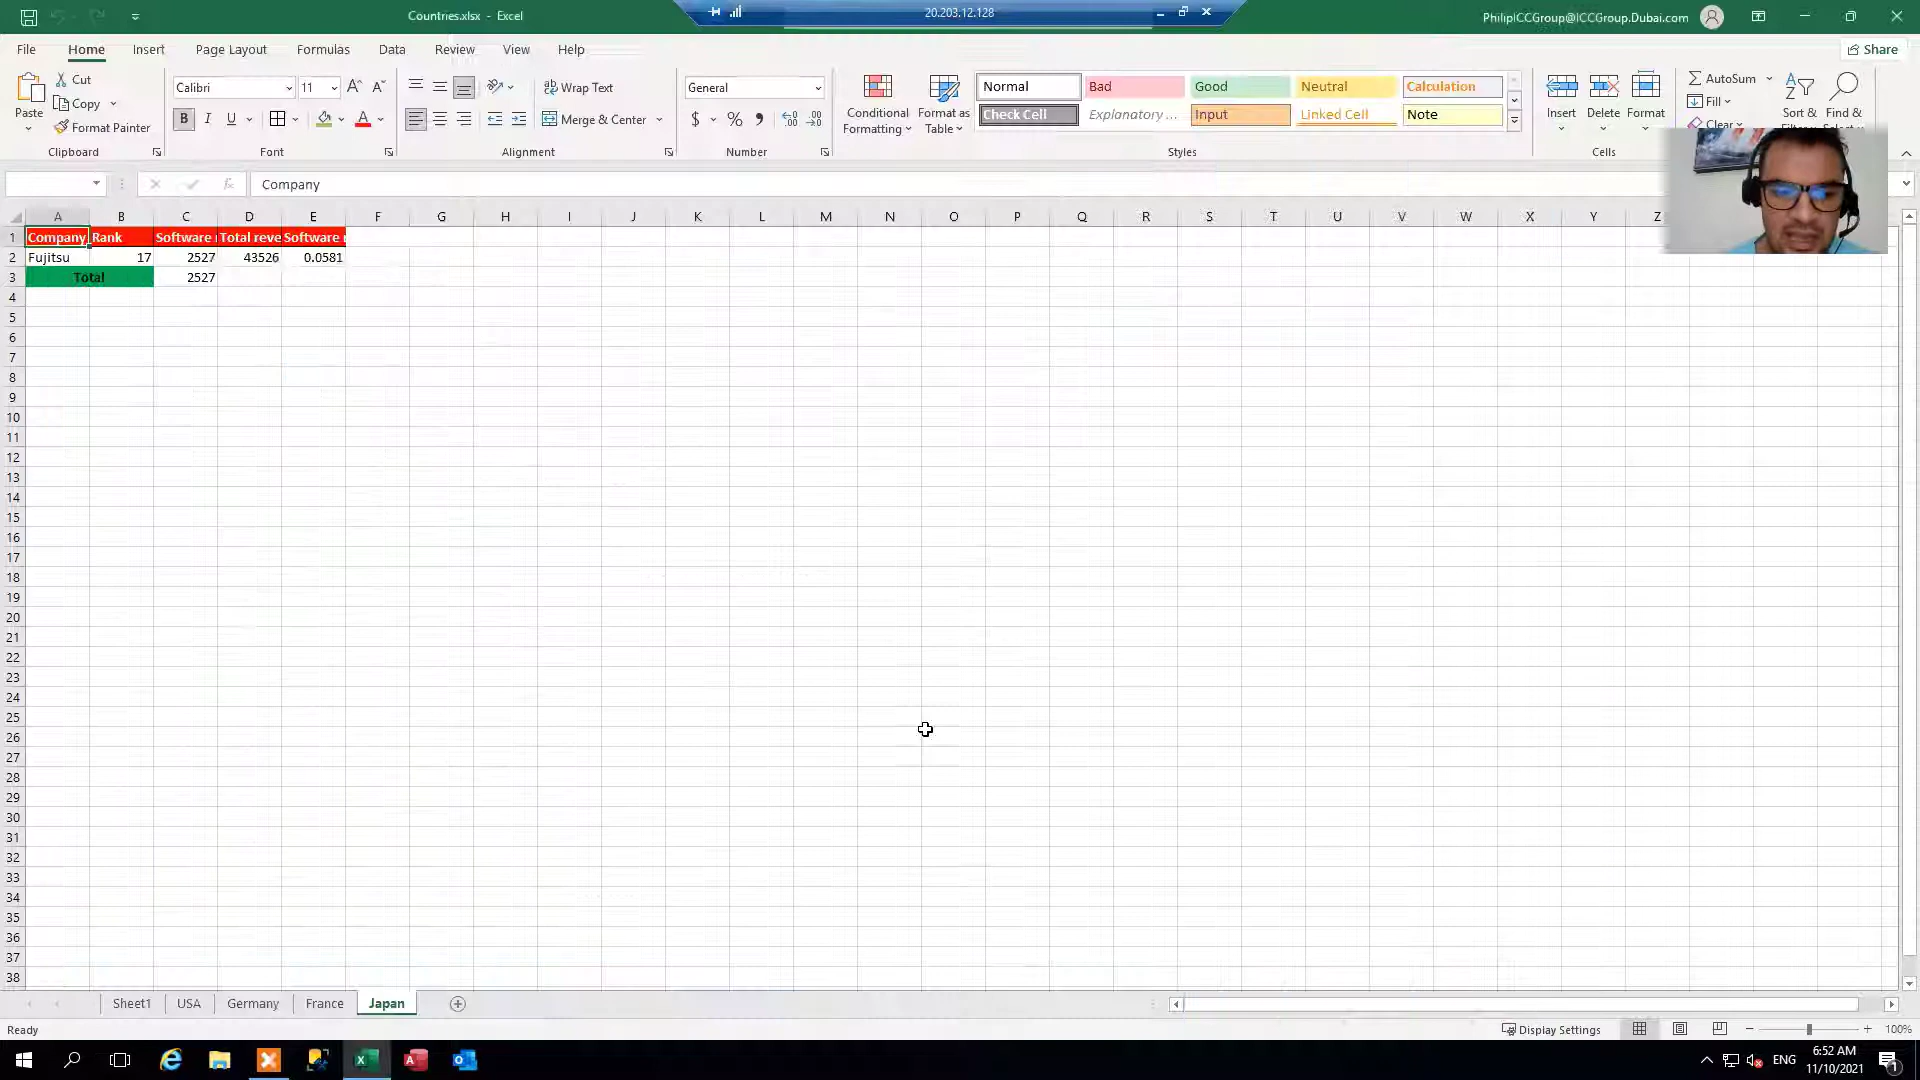 Countries.xlsx - Excel
20.203.12.128
PhilipICCGroup@ICCGroup.Dubai.com
File Home Insert Page Layout Formulas Data Review View Help
Share
Cut
Copy
Format Painter
Paste
Clipboard
Calibri 11
B I U
Font
Wrap Text
Merge & Center
Alignment
General
$ % ,
Number
Conditional Formatting
Format as Table
Normal Bad Good Neutral Calculation
Check Cell Explanatory ... Input Linked Cell Note
Styles
Insert Delete Format
Cells
AutoSum
Fill
Clear
Sort &
Find &
fx Company
A B C D E F G H I J K L M N O P Q R S T U V W X Y Z
1 Company Rank Software Total reve Software
2 Fujitsu 17 2527 43526 0.0581
3 Total 2527
4
5
6
7
8
9
10
11
12
13
14
15
16
17
18
19
20
21
22
23
24
25
26
27
28
29
30
31
32
33
34
35
36
37
38
Sheet1 USA Germany France Japan
Ready
Display Settings
100%
ENG
6:52 AM
11/10/2021
1